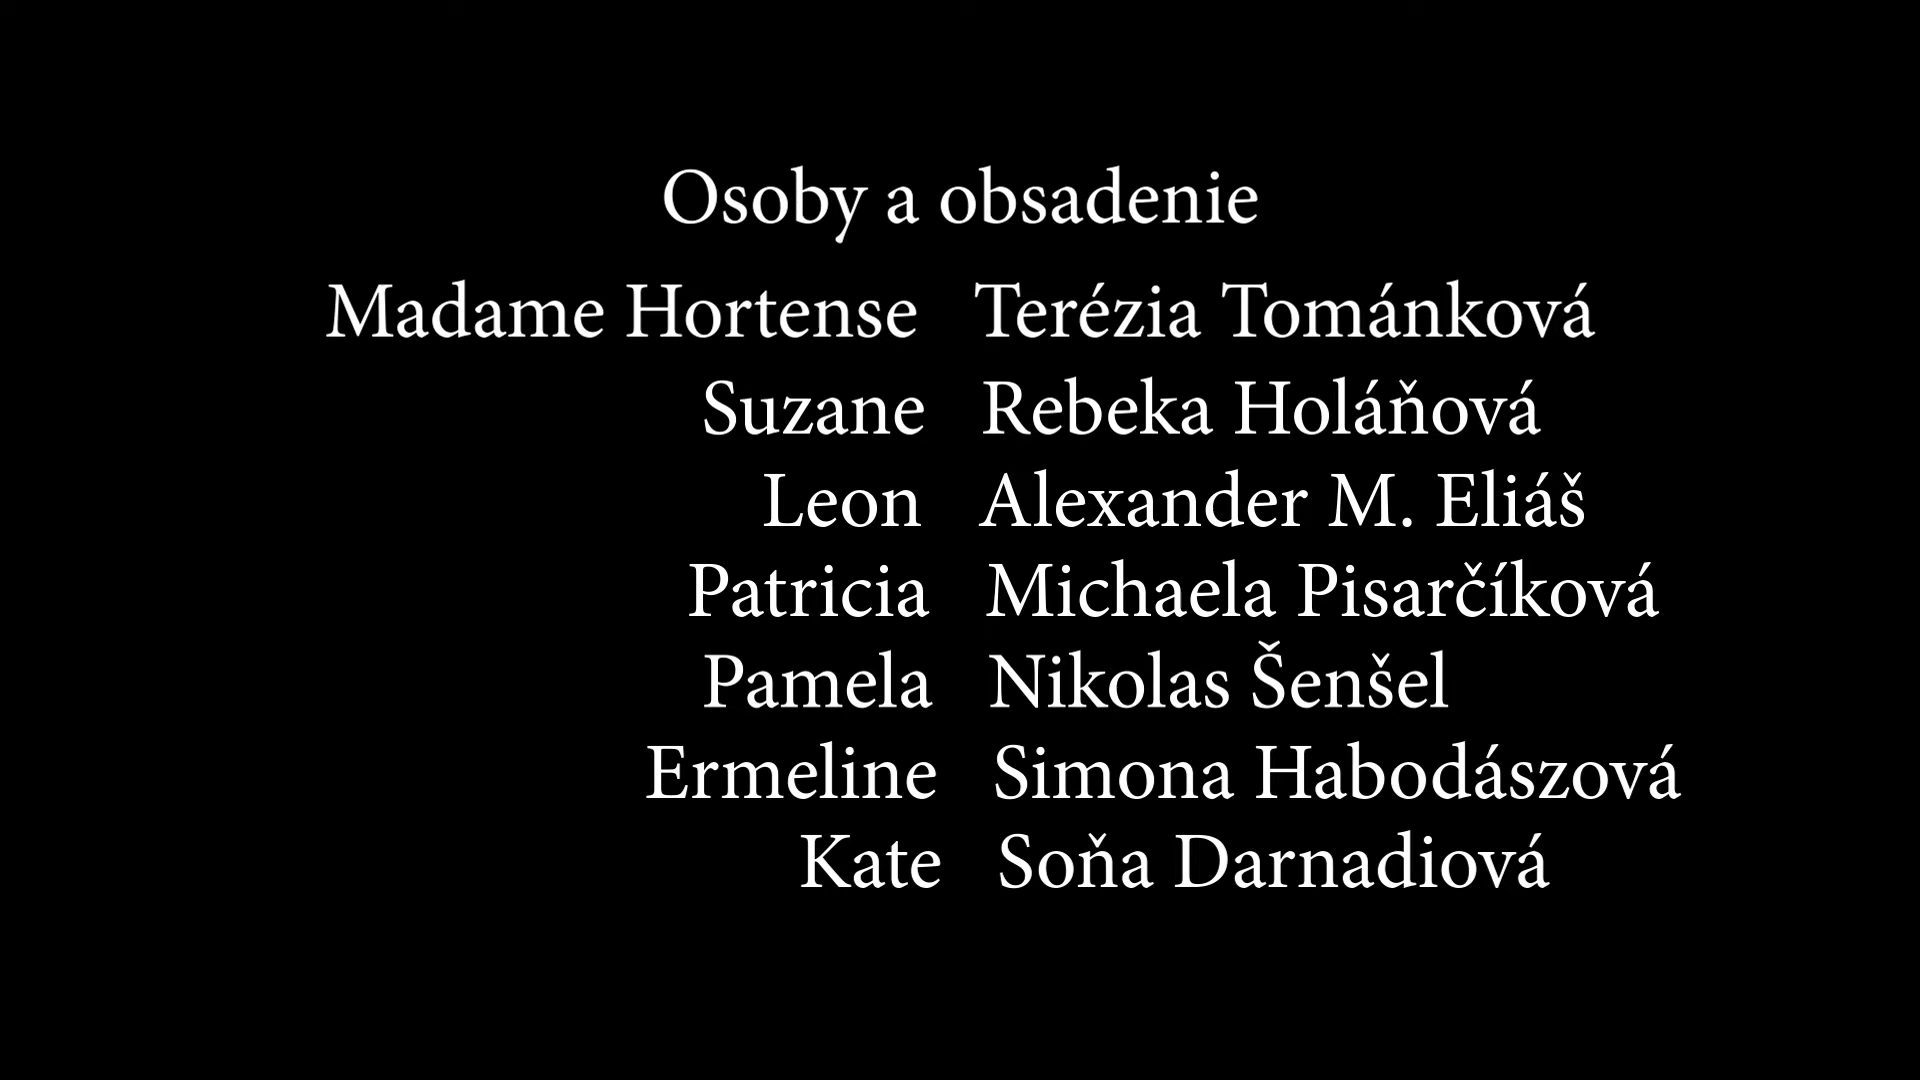 Osoby a obsadenie
Madame Hortense Terézia Tománková
Suzane Rebeka Holáňová
Leon Alexander M. Eliáš
Patricia Michaela Pisarčíková
Pamela Nikolas Šenšel
Ermeline Simona Habodászová
Kate Soňa Darnadiová